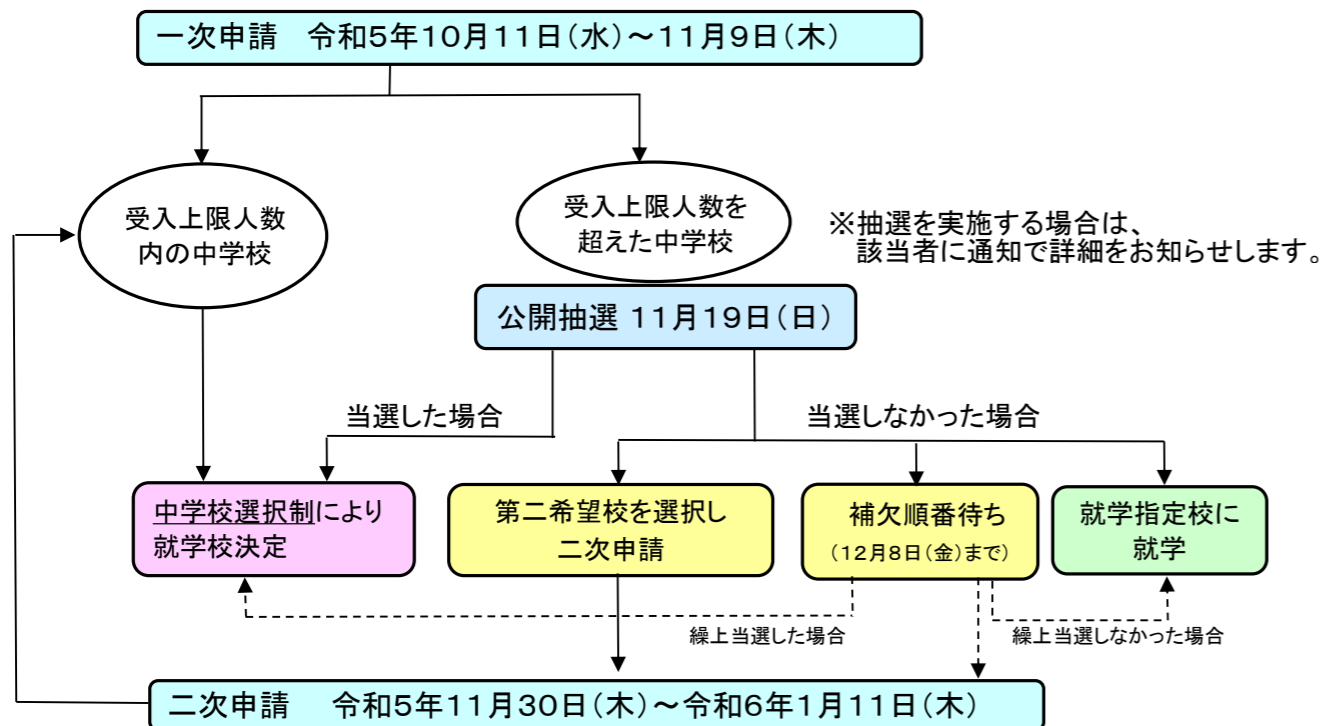 一次申請　令和5年10月11日（水）～11月9日（木）
受入上限人数
内の中学校
受入上限人数を
超えた中学校
※抽選を実施する場合は、
該当者に通知で詳細をお知らせします。
公開抽選 11月19日（日）
当選した場合
当選しなかった場合
中学校選択制により
就学校決定
第二希望校を選択し
二次申請
補欠順番待ち
（12月8日（金）まで）
就学指定校に
就学
繰上当選した場合
繰上当選しなかった場合
二次申請　令和5年11月30日（木）～令和6年1月11日（木）